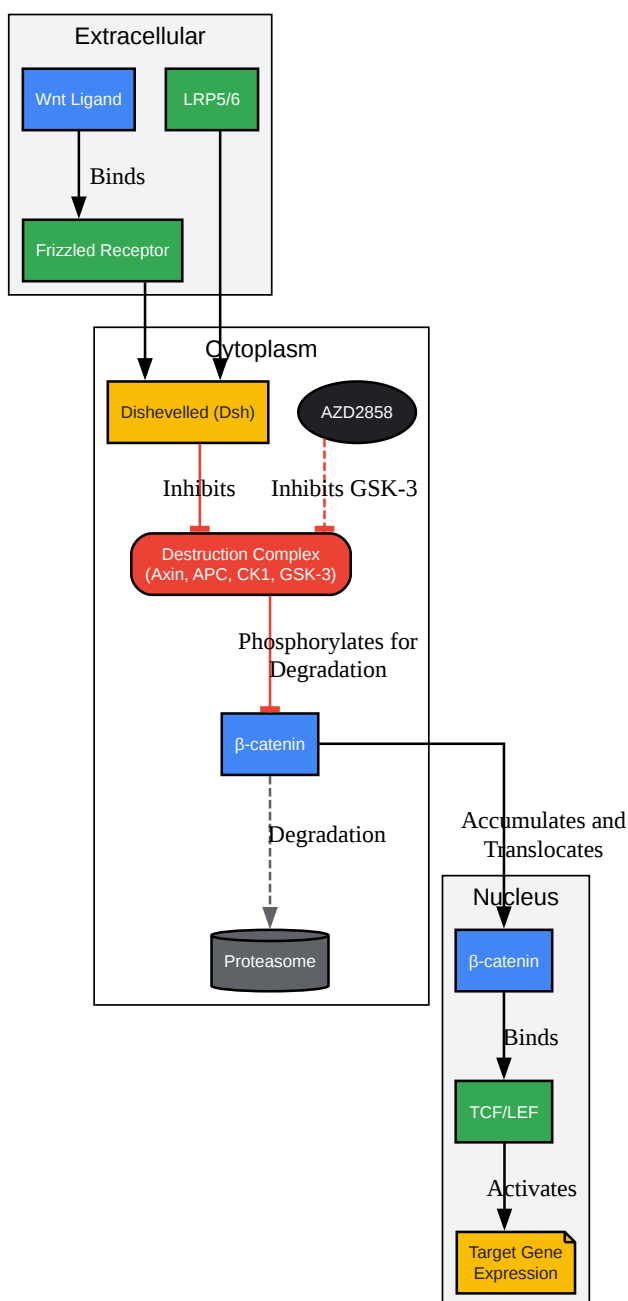 Extracellular
Wnt Ligand
LRP5/6
Binds
Frizzled Receptor
Cytoplasm
Dishevelled (Dsh)
AZD2858
Inhibits
Inhibits GSK-3
Destruction Complex
(Axin, APC, CK1, GSK-3)
Phosphorylates for
Degradation
β-catenin
Degradation
Accumulates and
Translocates
Nucleus
Proteasome
β-catenin
Binds
TCF/LEF
Activates
Target Gene
Expression